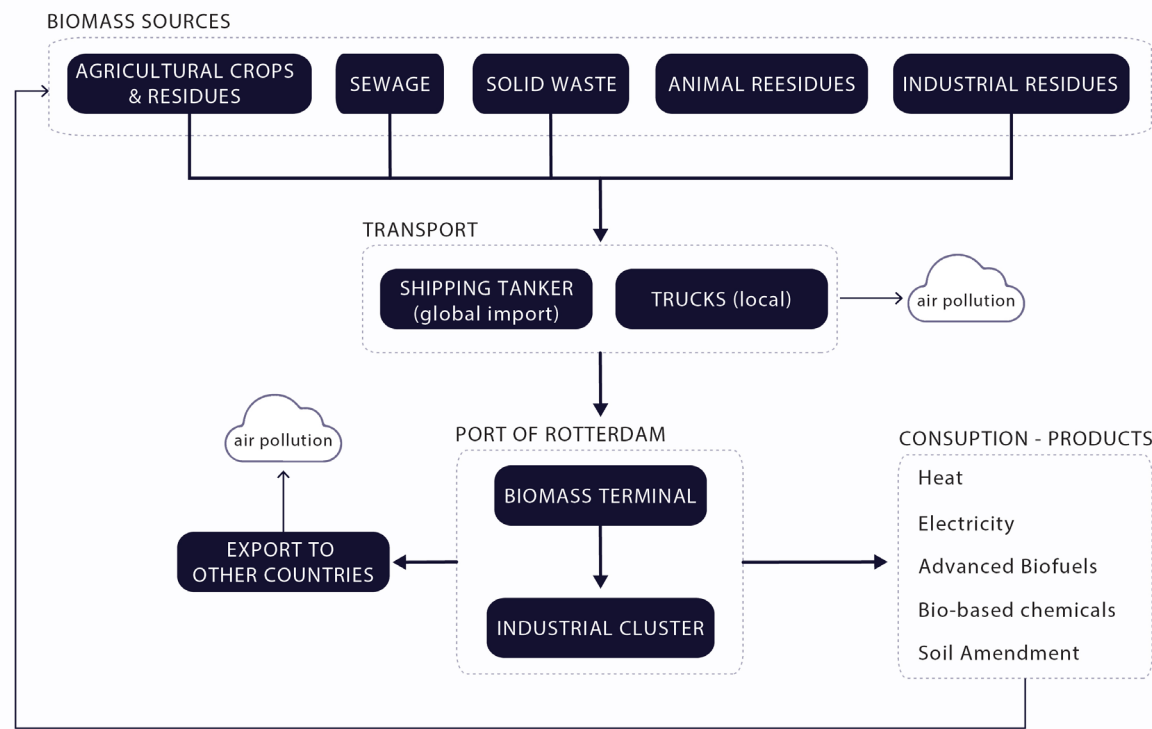 BIOMASS SOURCES
AGRICULTURAL CROPS
& RESIDUES
SEWAGE
SOLID WASTE
ANIMAL REESIDUES
INDUSTRIAL RESIDUES
TRANSPORT
SHIPPING TANKER
(global import)
TRUCKS (local)
air pollution
air pollution
PORT OF ROTTERDAM
BIOMASS TERMINAL
INDUSTRIAL CLUSTER
EXPORT TO
OTHER COUNTRIES
CONSUPTION - PRODUCTS
Heat
Electricity
Advanced Biofuels
Bio-based chemicals
Soil Amendment